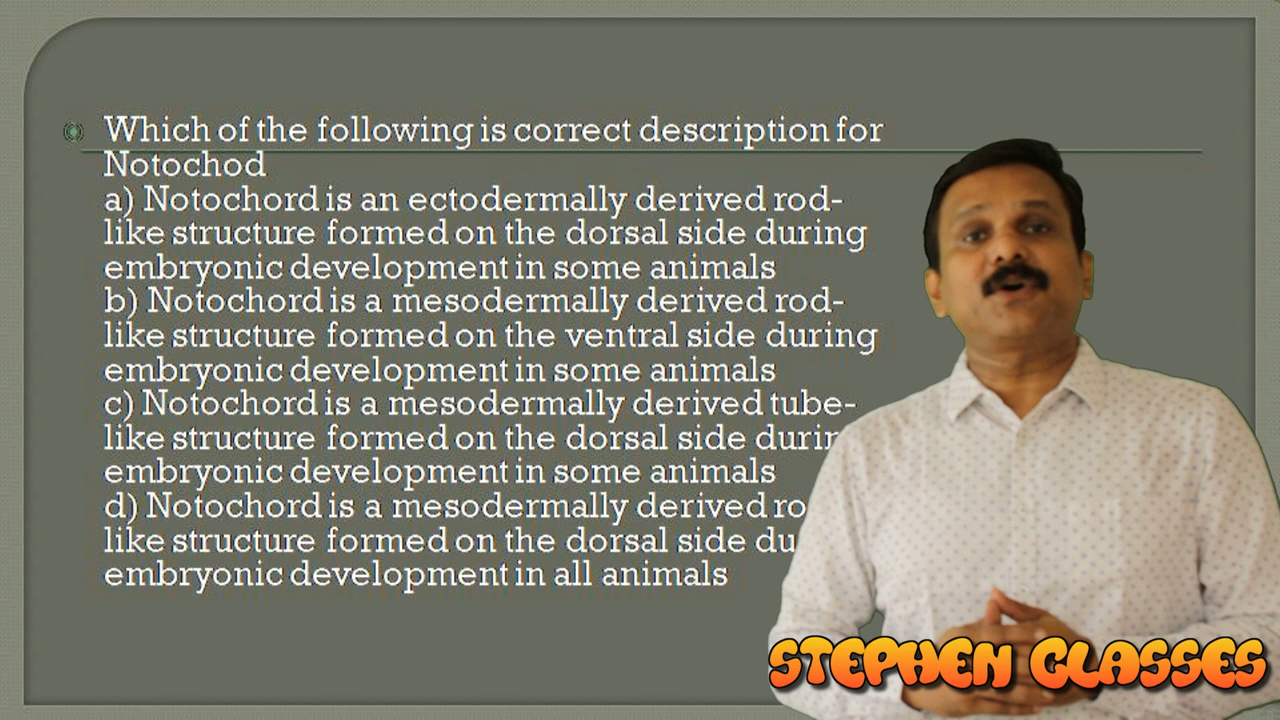 Which of the following is correct description for
Notochod
a) Notochord is an ectodermally derived rod-
like structure formed on the dorsal side during
embryonic development in some animals
b) Notochord is a mesodermally derived rod-
like structure formed on the ventral side during
embryonic development in some animals
c) Notochord is a mesodermally derived tube-
like structure formed on the dorsal side
embryonic development in some animals
d) Notochord is a mesodermally derived
like structure formed on the dorsal side
embryonic development in all animals
STEPHEN CLASSES